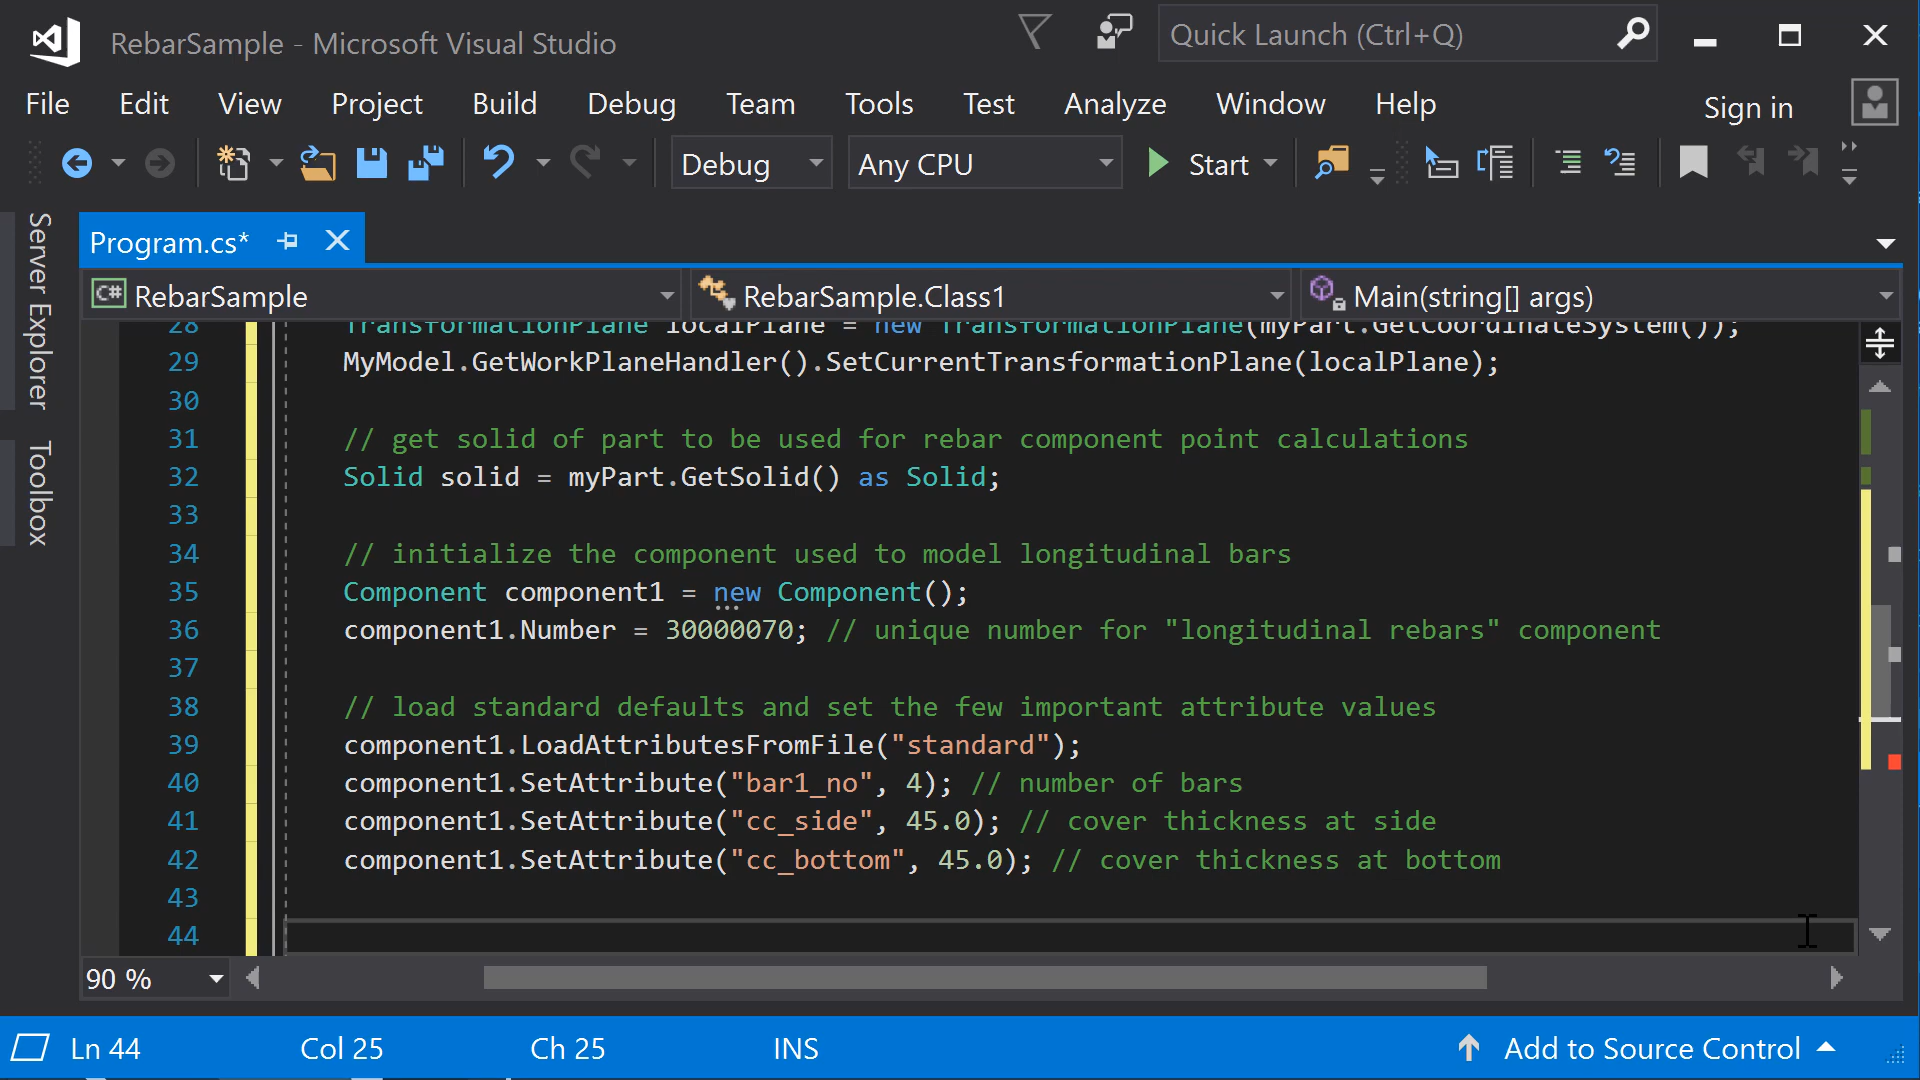 RebarSample - Microsoft Visual Studio
Quick Launch (Ctrl+Q)
File Edit View Project Build Debug Team Tools Test Analyze Window Help Sign in
Debug Any CPU Start
Server Explorer
Toolbox
Program.cs*
C# RebarSample RebarSample.Class1 Main(string[] args)
28 TransformationPlane localPlane = new TransformationPlane(myPart.GetCoordinateSystem());
29 MyModel.GetWorkPlaneHandler().SetCurrentTransformationPlane(localPlane);
30
31 // get solid of part to be used for rebar component point calculations
32 Solid solid = myPart.GetSolid() as Solid;
33
34 // initialize the component used to model longitudinal bars
35 Component component1 = new Component();
36 component1.Number = 30000070; // unique number for "longitudinal rebars" component
37
38 // load standard defaults and set the few important attribute values
39 component1.LoadAttributesFromFile("standard");
40 component1.SetAttribute("bar1_no", 4); // number of bars
41 component1.SetAttribute("cc_side", 45.0); // cover thickness at side
42 component1.SetAttribute("cc_bottom", 45.0); // cover thickness at bottom
43
44
90 %
Ln 44 Col 25 Ch 25 INS Add to Source Control